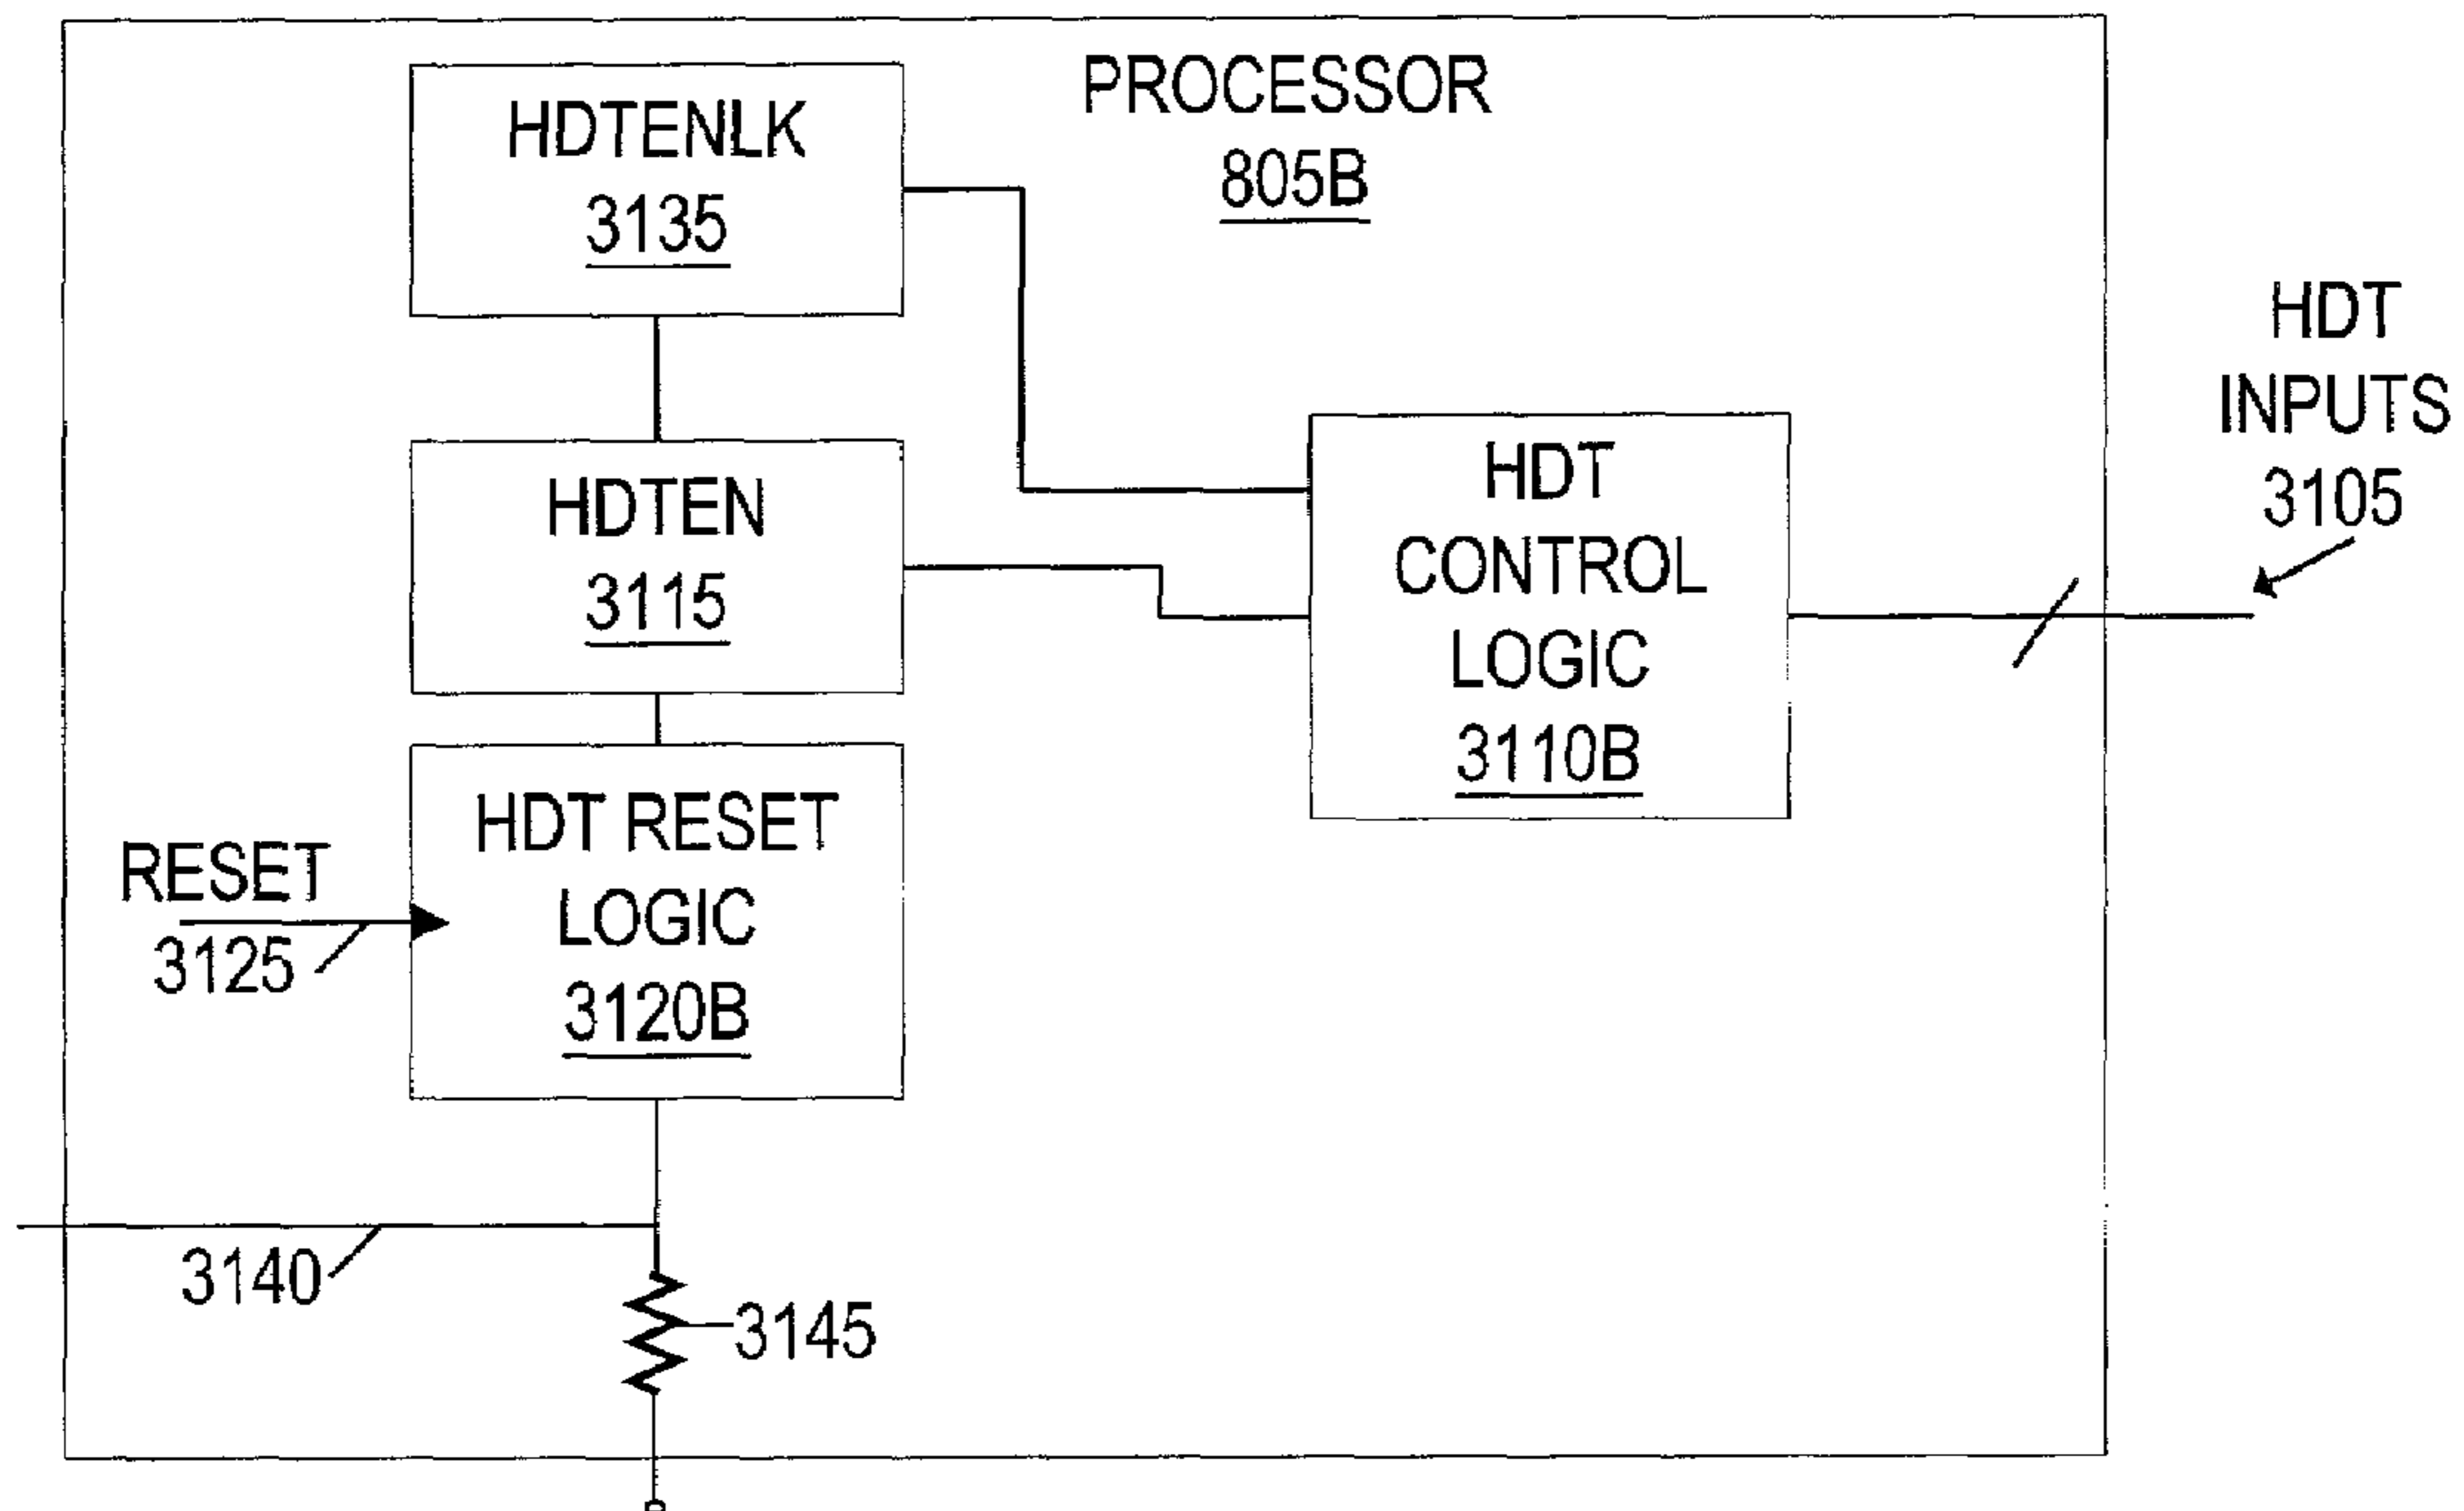 PROCESSOR
805B
HDTENLK
3135
HDTEN
3115
HDT
CONTROL
LOGIC
3110B
HDT
INPUTS
3105
HDT RESET
LOGIC
3120B
RESET
3125
3140
3145